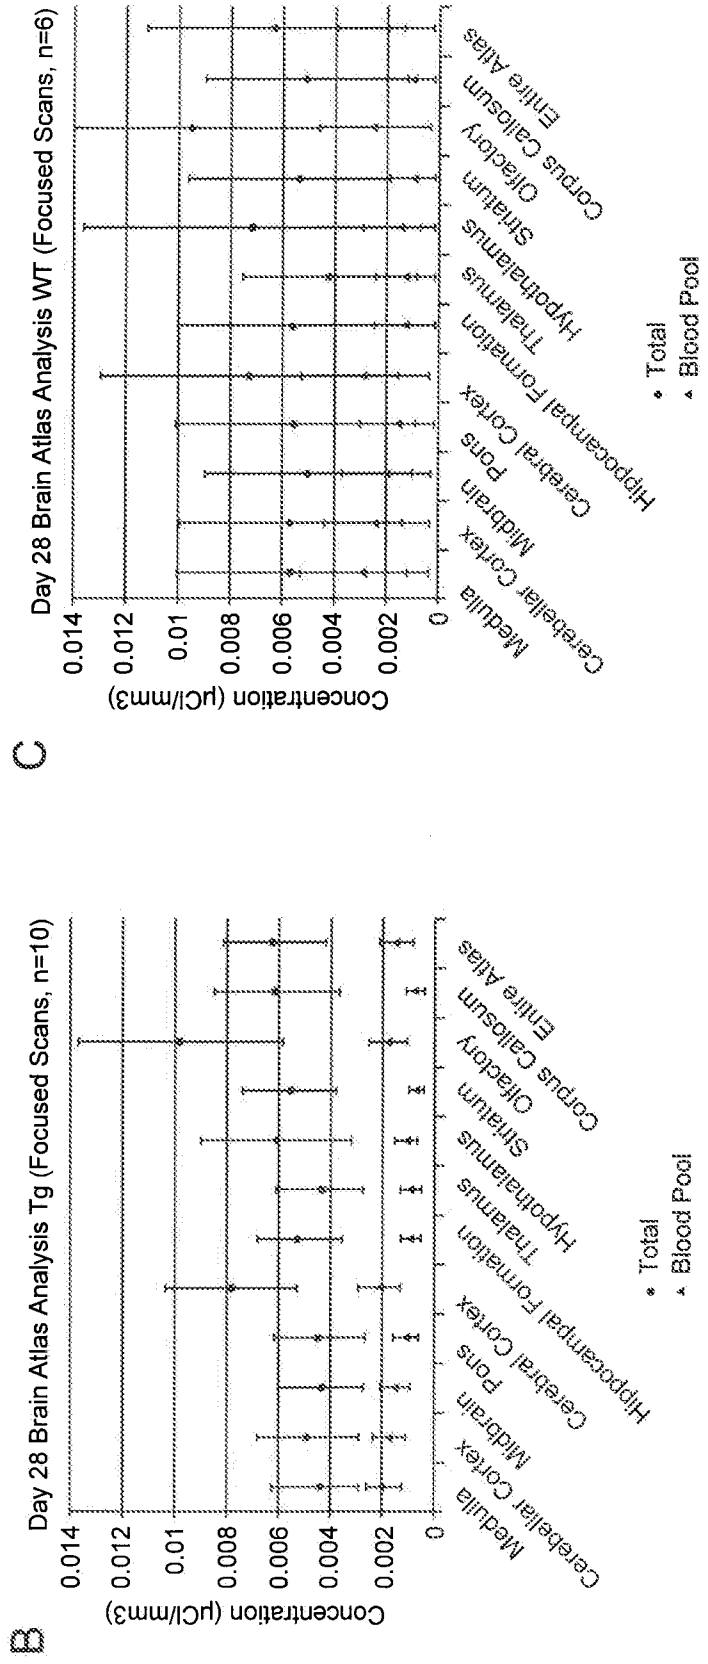 B
Day 28 Brain Atlas Analysis Tg (Focused Scans, n=10)
Concentration (µCi/mm3)
0.014
0.012
0.01
0.008
0.006
0.004
0.002
0
Medulla
Cerebellar Cortex
Midbrain
Pons
Cerebral Cortex
Hippocampal Formation
Thalamus
Hypothalamus
Striatum
Olfactory
Corpus Callosum
Entire Atlas
Total
Blood Pool
C
Day 28 Brain Atlas Analysis WT (Focused Scans, n=6)
Concentration (µCi/mm3)
0.014
0.012
0.01
0.008
0.006
0.004
0.002
0
Medulla
Cerebellar Cortex
Midbrain
Pons
Cerebral Cortex
Hippocampal Formation
Thalamus
Hypothalamus
Striatum
Olfactory
Corpus Callosum
Entire Atlas
Total
Blood Pool